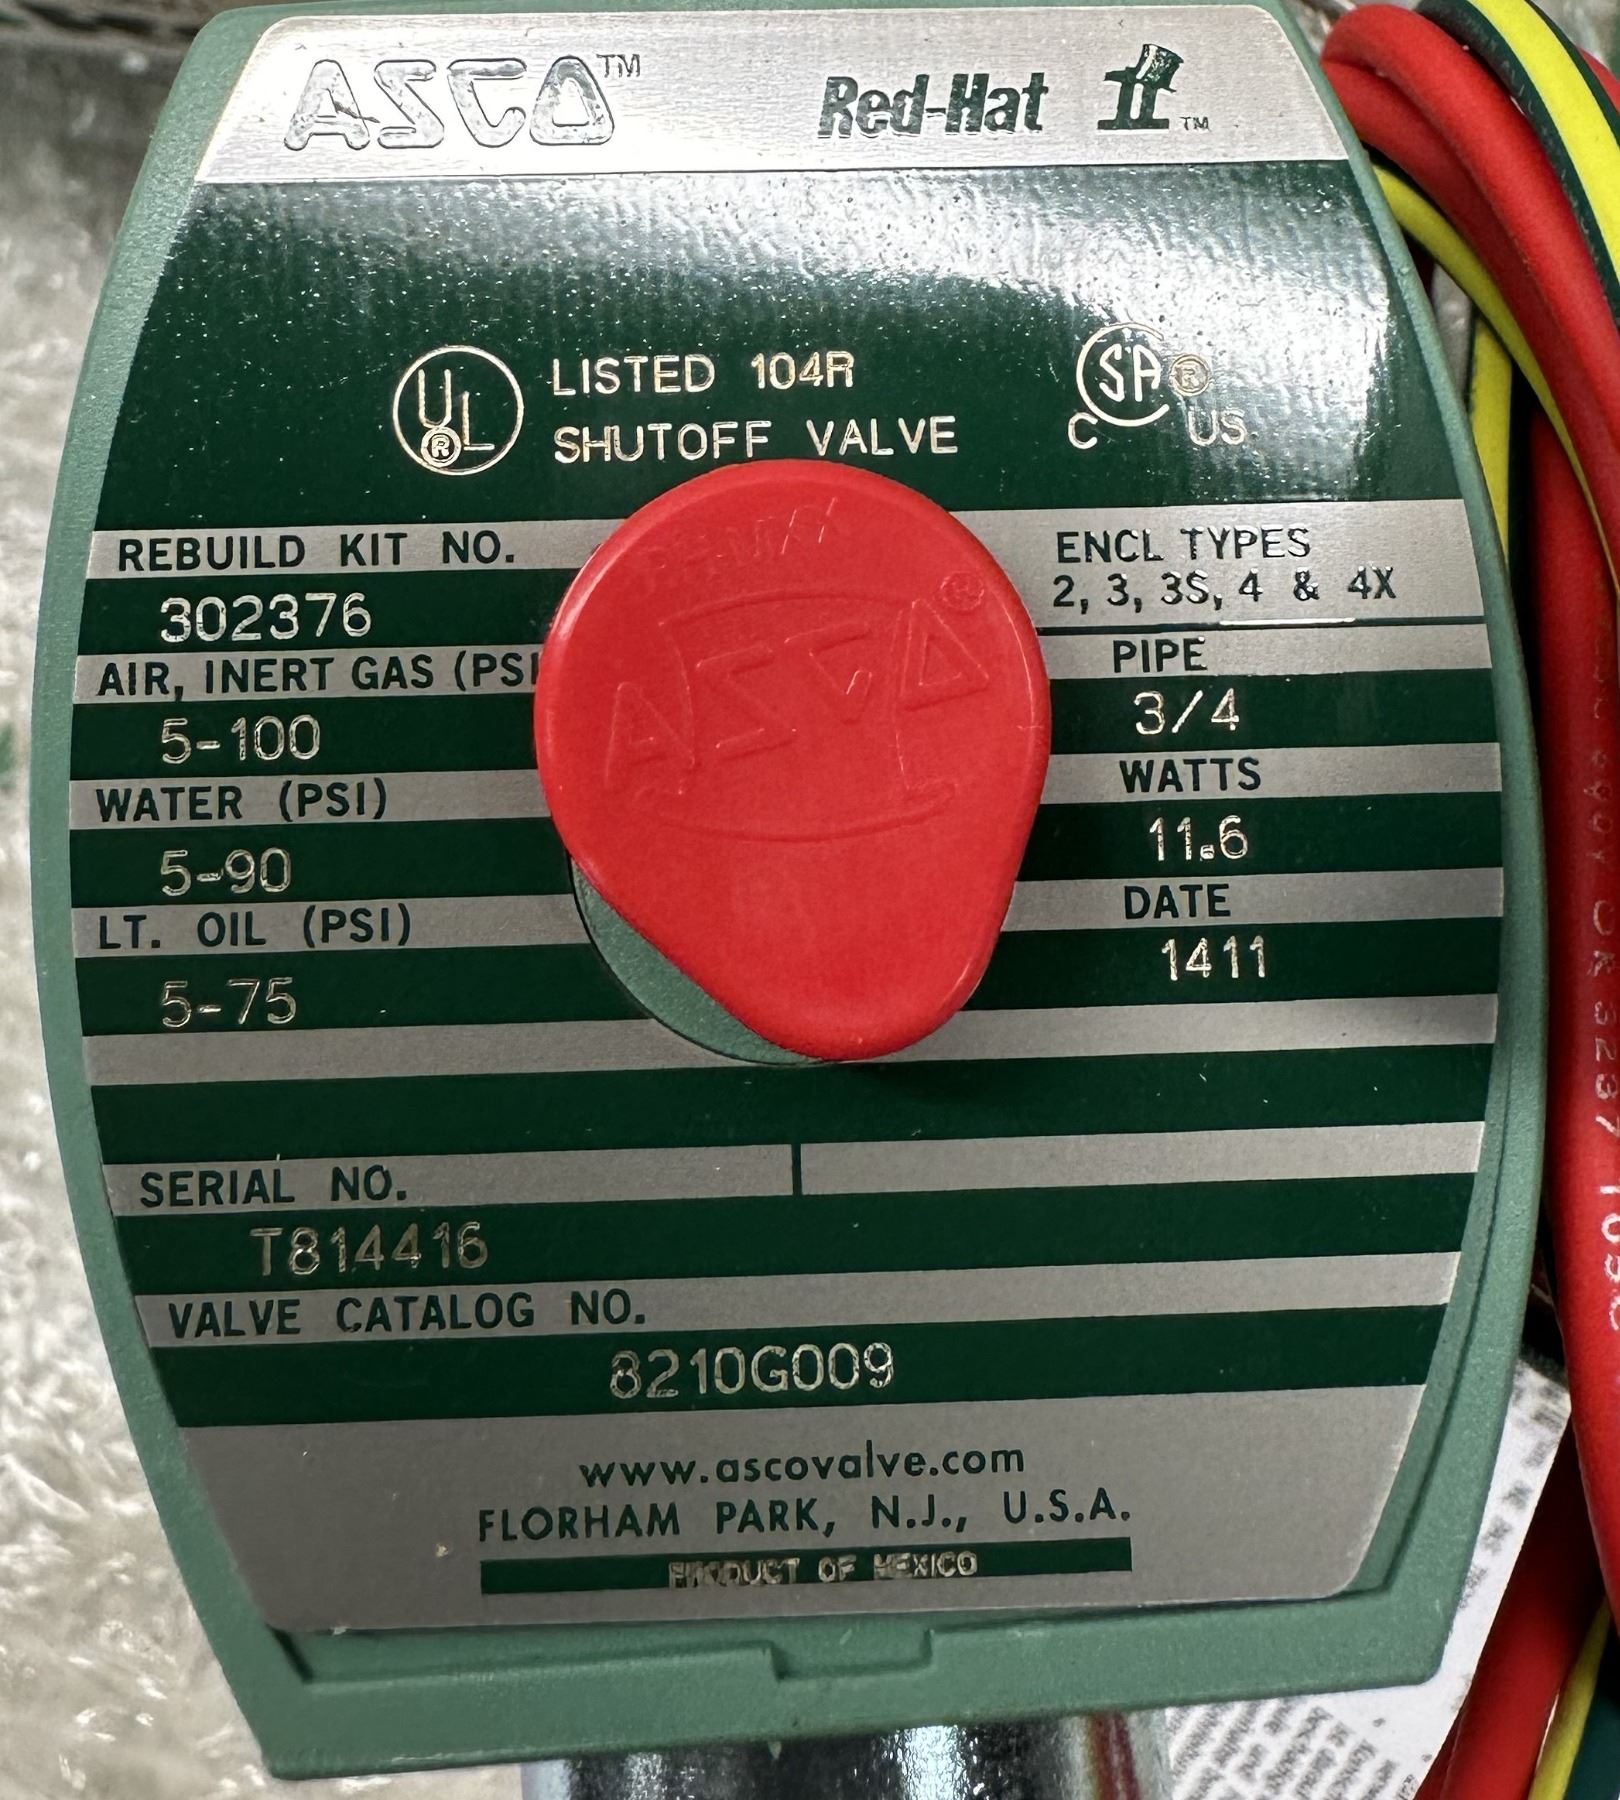 ASCO™
Red-Hat II™
UL® LISTED 104R
SHUTOFF VALVE
C SA® US
REBUILD KIT NO.
302376
AIR, INERT GAS (PSI
5-100
WATER (PSI)
5-90
LT. OIL (PSI)
5-75
ASCO®
ENCL TYPES
2, 3, 3S, 4 & 4X
PIPE
3/4
WATTS
11.6
DATE
1411
SERIAL NO.
T814416
VALVE CATALOG NO.
8210G009
www.ascovalve.com
FLORHAM PARK, N.J., U.S.A.
PRODUCT OF MEXICO